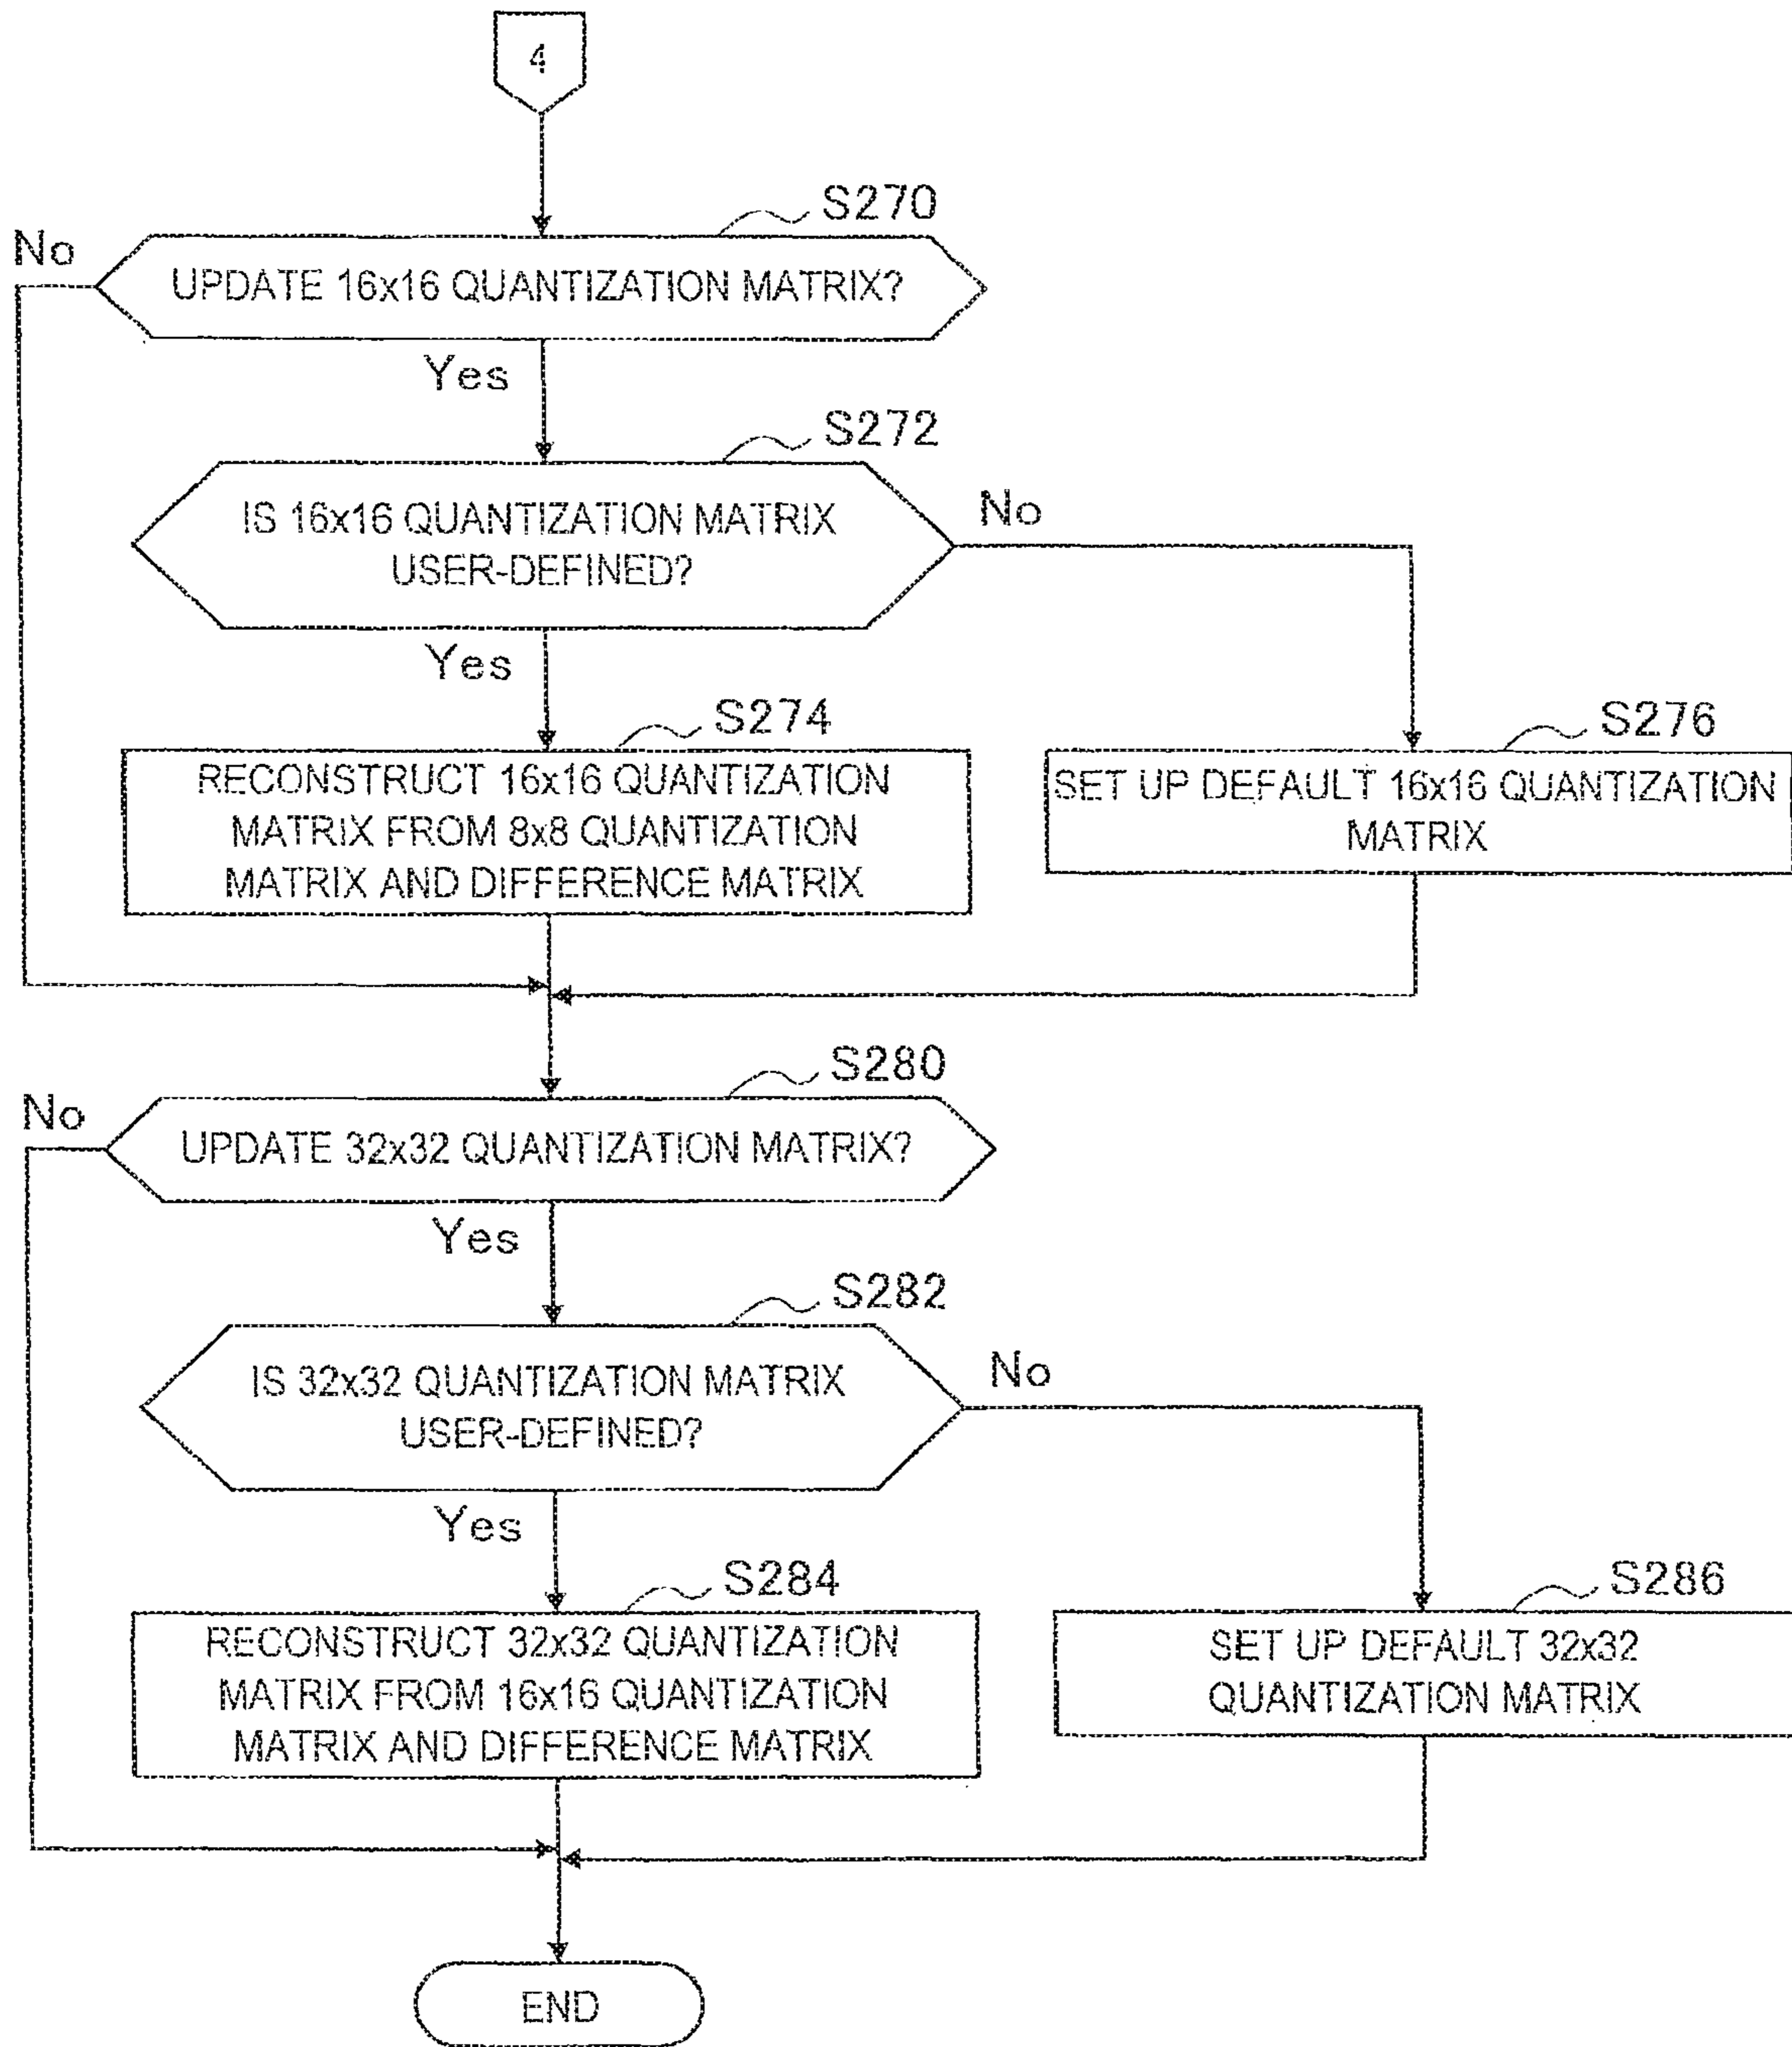 4
S270
No
UPDATE 16x16 QUANTIZATION MATRIX?
Yes
S272
IS 16x16 QUANTIZATION MATRIX
USER-DEFINED?
No
Yes
S274
RECONSTRUCT 16x16 QUANTIZATION
MATRIX FROM 8x8 QUANTIZATION
MATRIX AND DIFFERENCE MATRIX
S276
SET UP DEFAULT 16x16 QUANTIZATION
MATRIX
S280
No
UPDATE 32x32 QUANTIZATION MATRIX?
Yes
S282
IS 32x32 QUANTIZATION MATRIX
USER-DEFINED?
No
Yes
S284
RECONSTRUCT 32x32 QUANTIZATION
MATRIX FROM 16x16 QUANTIZATION
MATRIX AND DIFFERENCE MATRIX
S286
SET UP DEFAULT 32x32
QUANTIZATION MATRIX
END